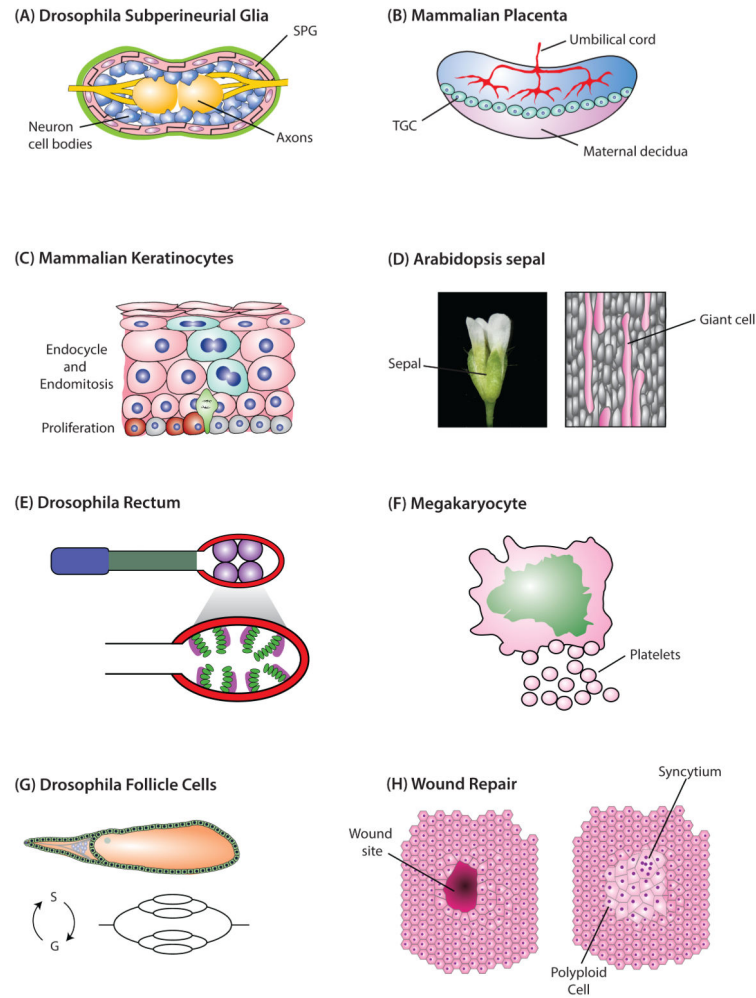 (A) Drosophila Subperineurial Glia
SPG
Neuron
cell bodies
Axons
(B) Mammalian Placenta
Umbilical cord
TGC
Maternal decidua
(C) Mammalian Keratinocytes
Endocycle
and
Endomitosis
Proliferation
(D) Arabidopsis sepal
Sepal
Giant cell
(E) Drosophila Rectum
(F) Megakaryocyte
Platelets
(G) Drosophila Follicle Cells
S
G
(H) Wound Repair
Syncytium
Wound
site
Polyploid
Cell